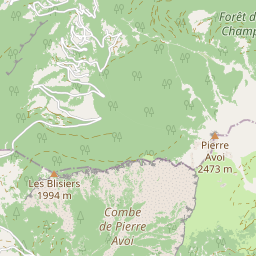 Forêt d
Champ
Pierre
Avoi
2473 m
Les Blisiers
1994 m
Combe
de Pierre
Avoi